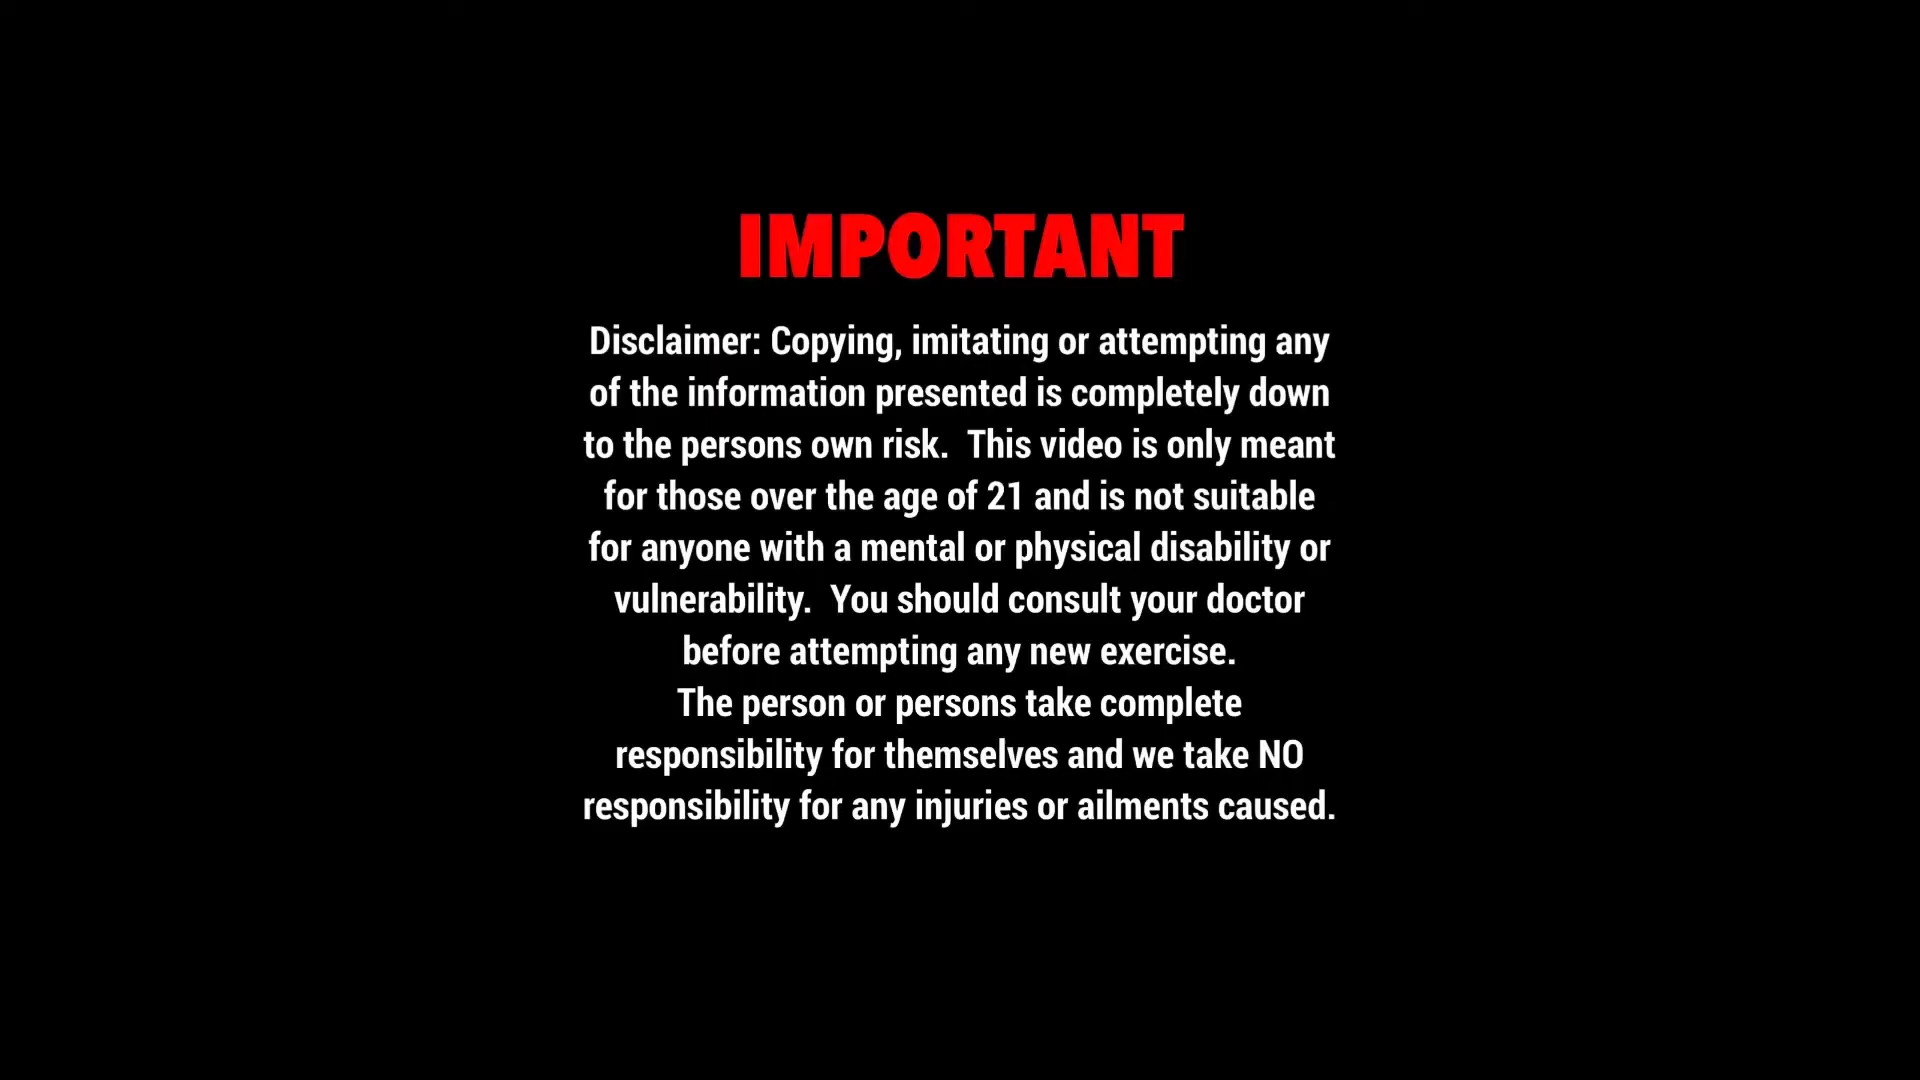 IMPORTANT
Disclaimer: Copying, imitating or attempting any
of the information presented is completely down
to the persons own risk.  This video is only meant
for those over the age of 21 and is not suitable
for anyone with a mental or physical disability or
vulnerability.  You should consult your doctor
before attempting any new exercise.
The person or persons take complete
responsibility for themselves and we take NO
responsibility for any injuries or ailments caused.